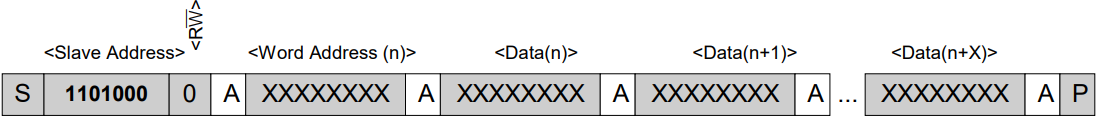 <RW̅>
<Slave Address> <Word Address (n)> <Data(n)> <Data(n+1)> <Data(n+X)>
S 1101000 0 A XXXXXXXX A XXXXXXXX A XXXXXXXX A ... XXXXXXXX A P